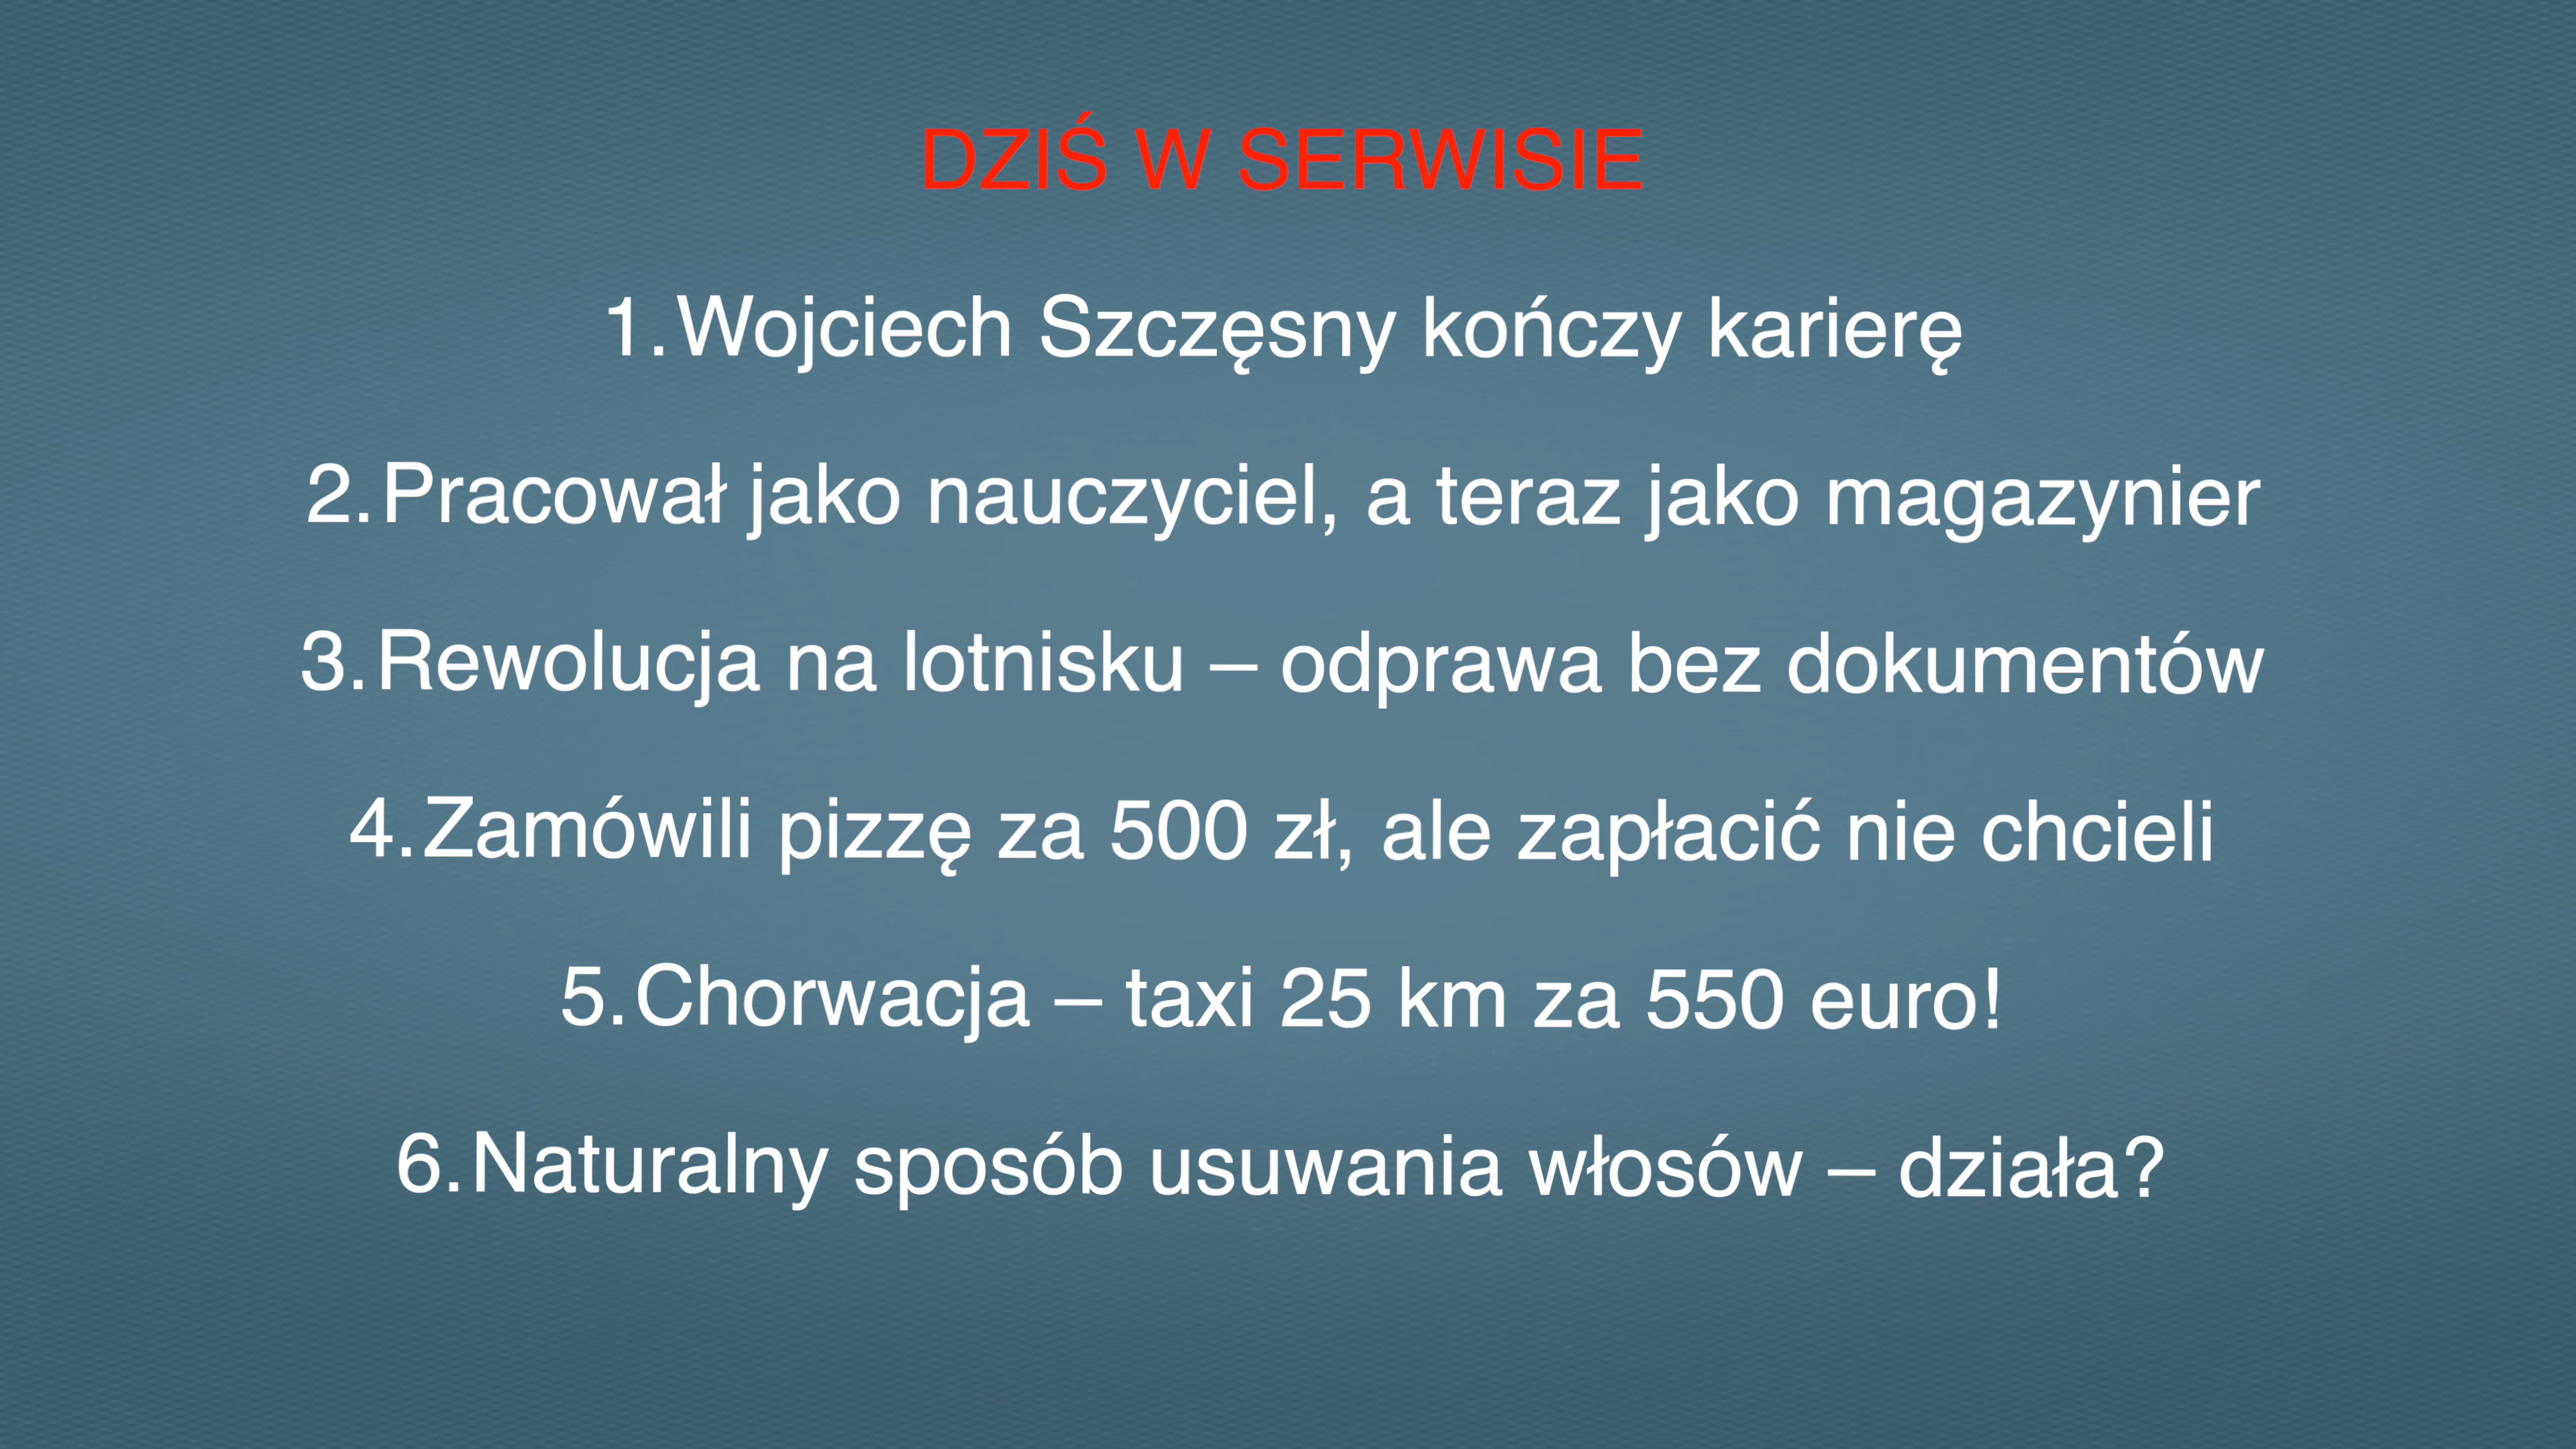 DZIŚ W SERWISIE
1.Wojciech Szczęsny kończy karierę
2.Pracował jako nauczyciel, a teraz jako magazynier
3.Rewolucja na lotnisku – odprawa bez dokumentów
4.Zamówili pizzę za 500 zł, ale zapłacić nie chcieli
5.Chorwacja – taxi 25 km za 550 euro!
6.Naturalny sposób usuwania włosów – działa?